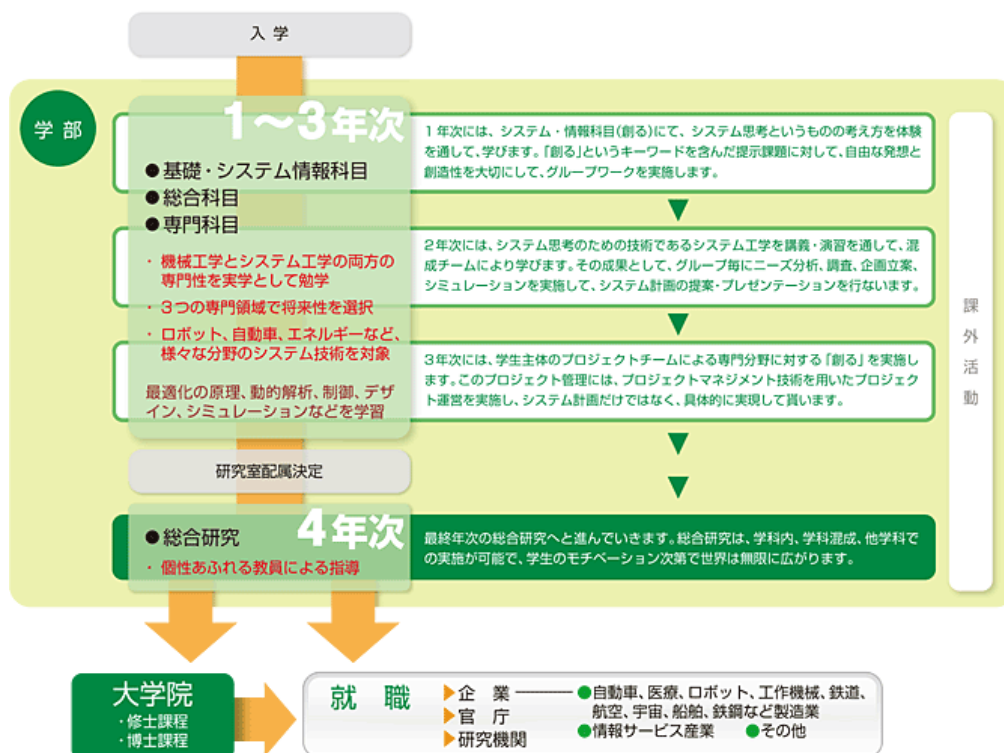 入学
学部
1〜3年次
●基礎・システム情報科目
●総合科目
●専門科目
・機械工学とシステム工学の両方の
専門性を実学として勉学
・3つの専門領域で将来性を選択
・ロボット、自動車、エネルギーなど、
様々な分野のシステム技術を対象
最適化の原理、動的解析、制御、デザ
イン、シミュレーションなどを学習
1年次には、システム・情報科目(創る)にて、システム思考というものの考え方を体験
を通して、学びます。「創る」というキーワードを含んだ提示課題に対して、自由な発想と
創造性を大切にして、グループワークを実施します。
2年次には、システム思考のための技術であるシステム工学を講義・演習を通して、混
成チームにより学びます。その成果として、グループ毎にニーズ分析、調査、企画立案、
シミュレーションを実施して、システム計画の提案・プレゼンテーションを行ないます。
3年次には、学生主体のプロジェクトチームによる専門分野に対する「創る」を実施し
ます。このプロジェクト管理には、プロジェクトマネジメント技術を用いたプロジェク
ト運営を実施し、システム計画だけではなく、具体的に実現して貰います。
課外活動
研究室配属決定
4年次
●総合研究
・個性あふれる教員による指導
最終年次の総合研究へと進んでいきます。総合研究は、学科内、学科混成、他学科で
の実施が可能で、学生のモチベーション次第で世界は無限に広がります。
大学院
・修士課程
・博士課程
就職
企業
官庁
研究機関
●自動車、医療、ロボット、工作機械、鉄道、
航空、宇宙、船舶、鉄鋼など製造業
●情報サービス産業 ●その他